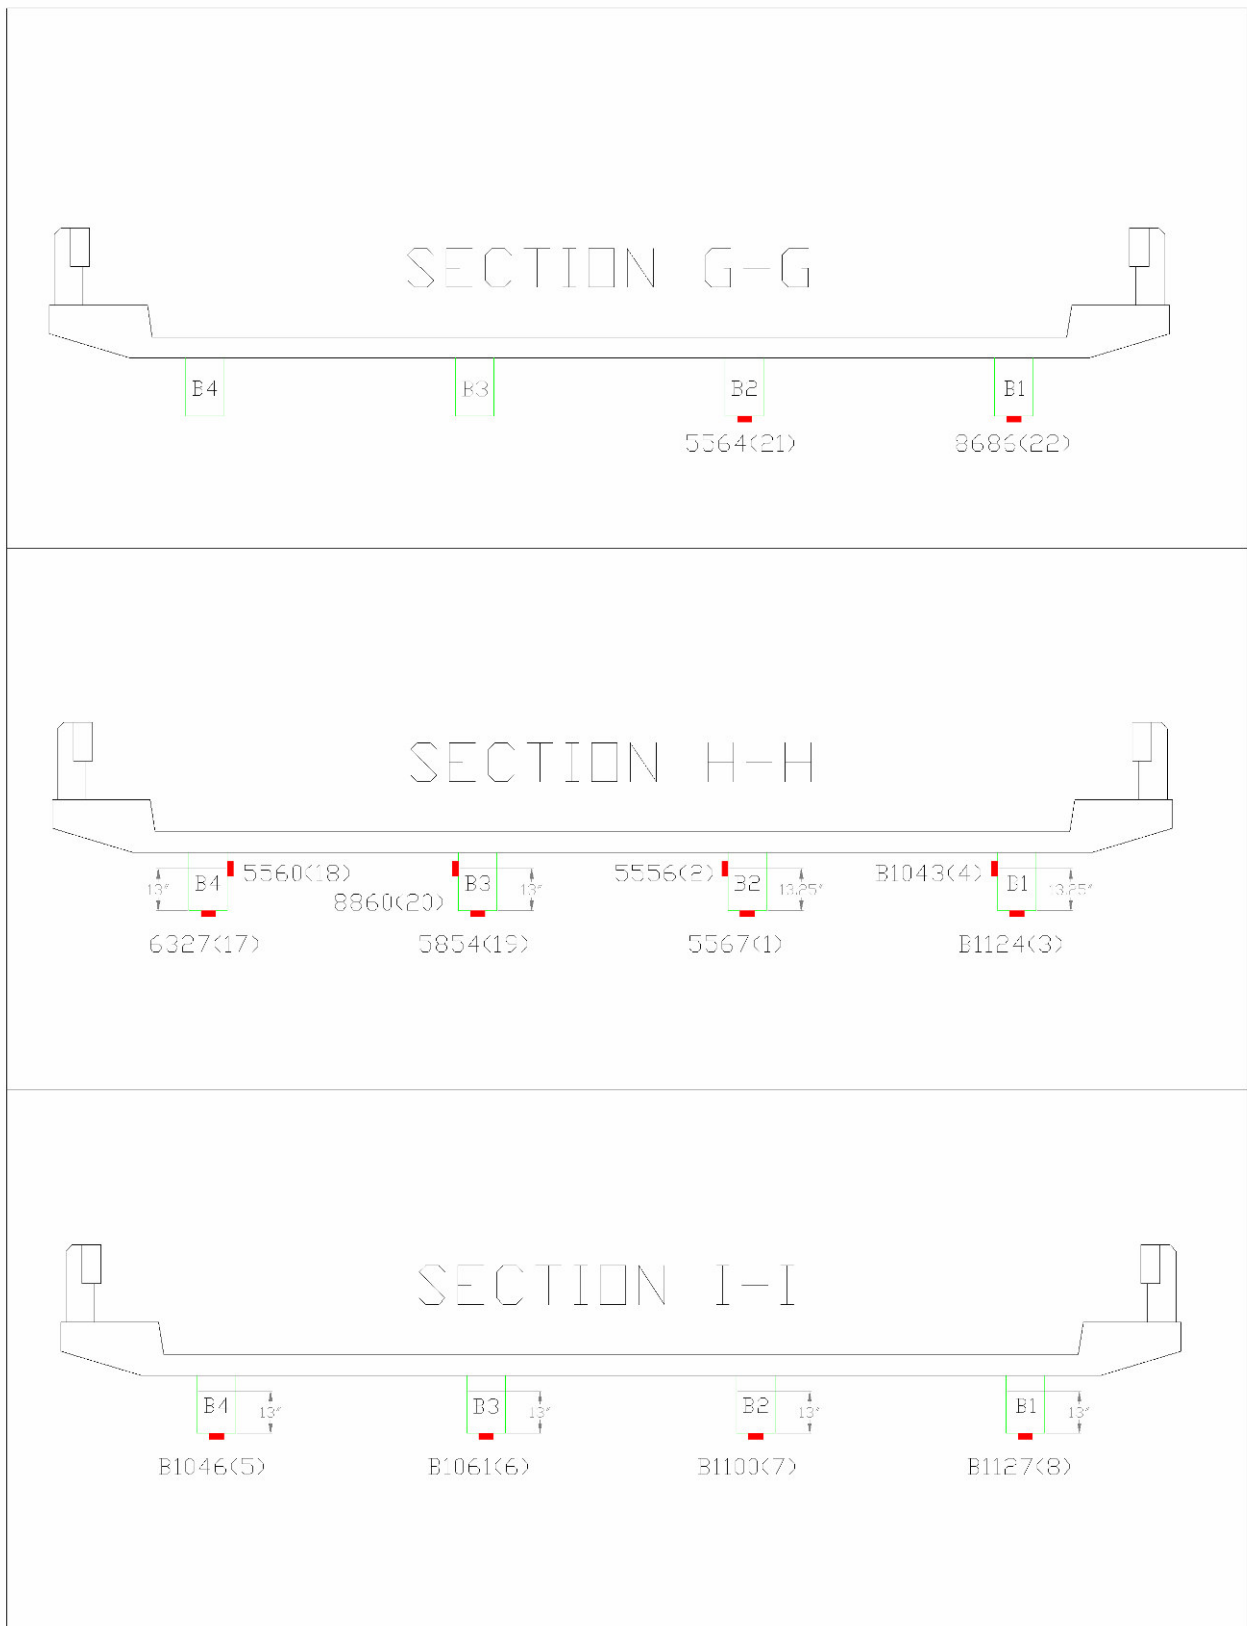 SECTION G-G
B4 B3 B2 B1
5564(21) 8686(22)
SECTION H-H
5560(18) 5556(2) B1043(4)
13" B4 B3 13" B2 13.25" B1 13.25"
8860(20)
6327(17) 5854(19) 5567(1) B1124(3)
SECTION I-I
B4 13" B3 13" B2 13" B1 13"
B1046(5) B1061(6) B1100(7) B1127(8)